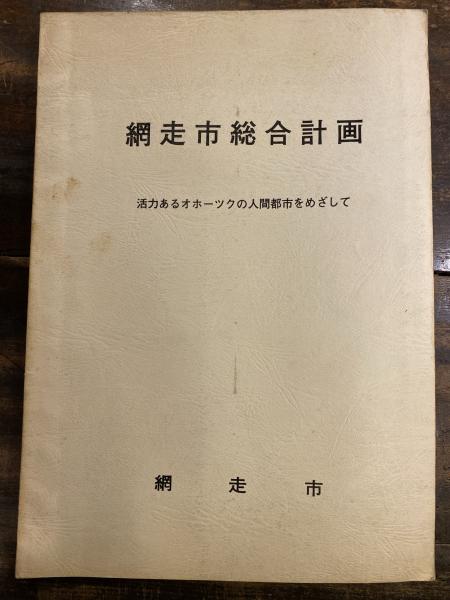 網走市総合計画
活力あるオホーツクの人間都市をめざして
網走市